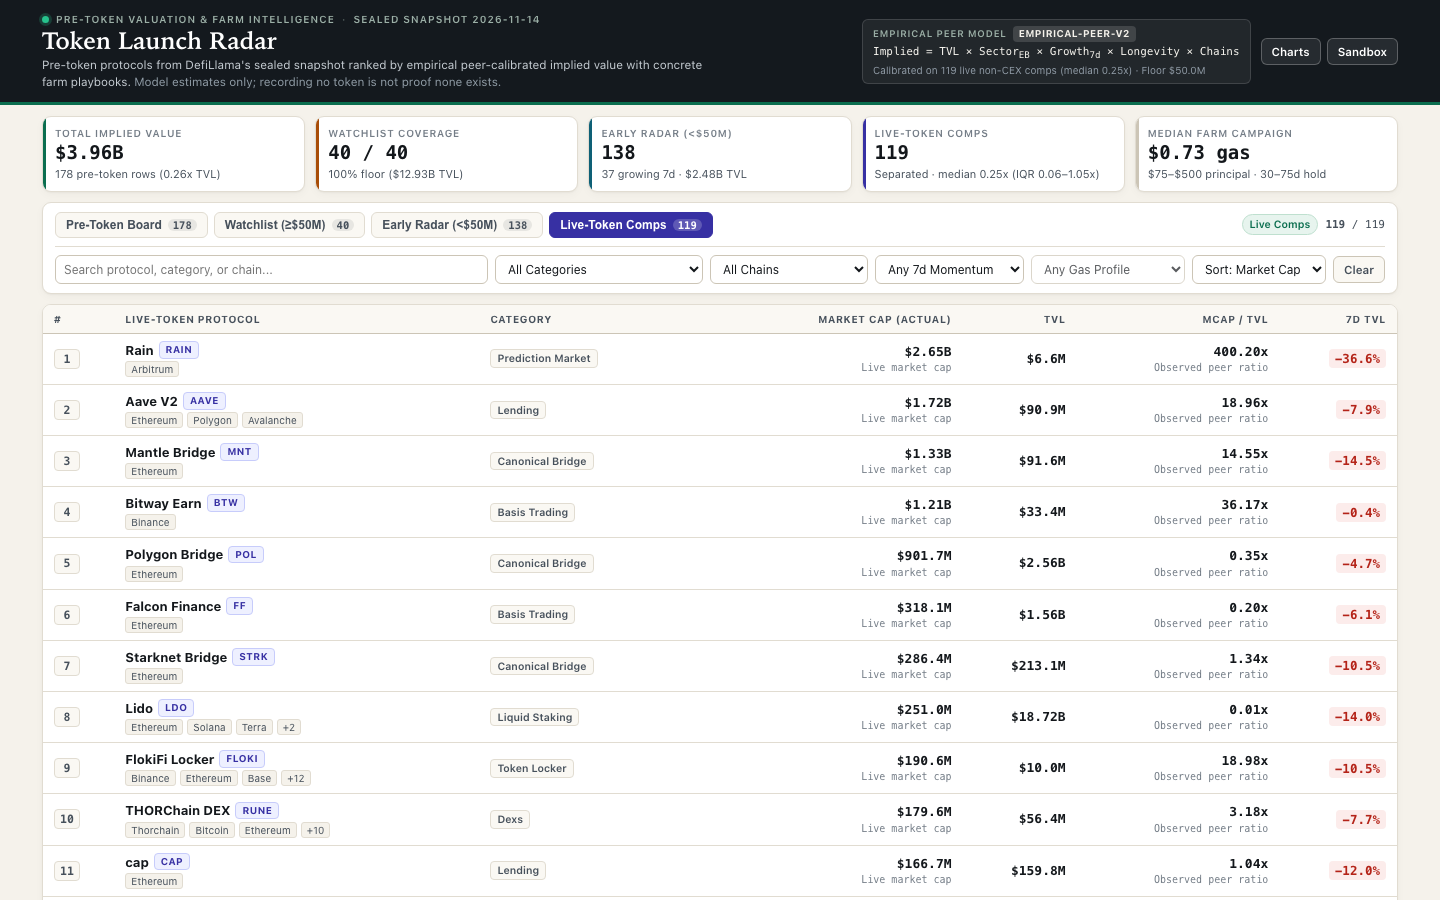 PRE-TOKEN VALUATION & FARM INTELLIGENCE · SEALED SNAPSHOT 2026-11-14
Token Launch Radar
Pre-token protocols from DefiLlama's sealed snapshot ranked by empirical peer-calibrated implied value with concrete
farm playbooks. Model estimates only; recording no token is not proof none exists.
EMPIRICAL PEER MODEL EMPIRICAL-PEER-V2
Implied = TVL × SectorEB × Growth7d × Longevity × Chains
Calibrated on 119 live non-CEX comps (median 0.25x) · Floor $50.0M
Charts
Sandbox
TOTAL IMPLIED VALUE
$3.96B
178 pre-token rows (0.26x TVL)
WATCHLIST COVERAGE
40 / 40
100% floor ($12.93B TVL)
EARLY RADAR (<$50M)
138
37 growing 7d · $2.48B TVL
LIVE-TOKEN COMPS
119
Separated · median 0.25x (IQR 0.06–1.05x)
MEDIAN FARM CAMPAIGN
$0.73 gas
$75–$500 principal · 30–75d hold
Pre-Token Board 178
Watchlist (≥$50M) 40
Early Radar (<$50M) 138
Live-Token Comps 119
Live Comps 119 / 119
Search protocol, category, or chain...
All Categories
All Chains
Any 7d Momentum
Any Gas Profile
Sort: Market Cap
Clear
# LIVE-TOKEN PROTOCOL CATEGORY MARKET CAP (ACTUAL) TVL MCAP / TVL 7D TVL
1 Rain RAIN Arbitrum Prediction Market $2.65B Live market cap $6.6M 400.20x Observed peer ratio −36.6%
2 Aave V2 AAVE Ethereum Polygon Avalanche Lending $1.72B Live market cap $90.9M 18.96x Observed peer ratio −7.9%
3 Mantle Bridge MNT Ethereum Canonical Bridge $1.33B Live market cap $91.6M 14.55x Observed peer ratio −14.5%
4 Bitway Earn BTW Binance Basis Trading $1.21B Live market cap $33.4M 36.17x Observed peer ratio −0.4%
5 Polygon Bridge POL Ethereum Canonical Bridge $901.7M Live market cap $2.56B 0.35x Observed peer ratio −4.7%
6 Falcon Finance FF Ethereum Basis Trading $318.1M Live market cap $1.56B 0.20x Observed peer ratio −6.1%
7 Starknet Bridge STRK Ethereum Canonical Bridge $286.4M Live market cap $213.1M 1.34x Observed peer ratio −10.5%
8 Lido LDO Ethereum Solana Terra +2 Liquid Staking $251.0M Live market cap $18.72B 0.01x Observed peer ratio −14.0%
9 FlokiFi Locker FLOKI Binance Ethereum Base +12 Token Locker $190.6M Live market cap $10.0M 18.98x Observed peer ratio −10.5%
10 THORChain DEX RUNE Thorchain Bitcoin Ethereum +10 Dexs $179.6M Live market cap $56.4M 3.18x Observed peer ratio −7.7%
11 cap CAP Ethereum Lending $166.7M Live market cap $159.8M 1.04x Observed peer ratio −12.0%